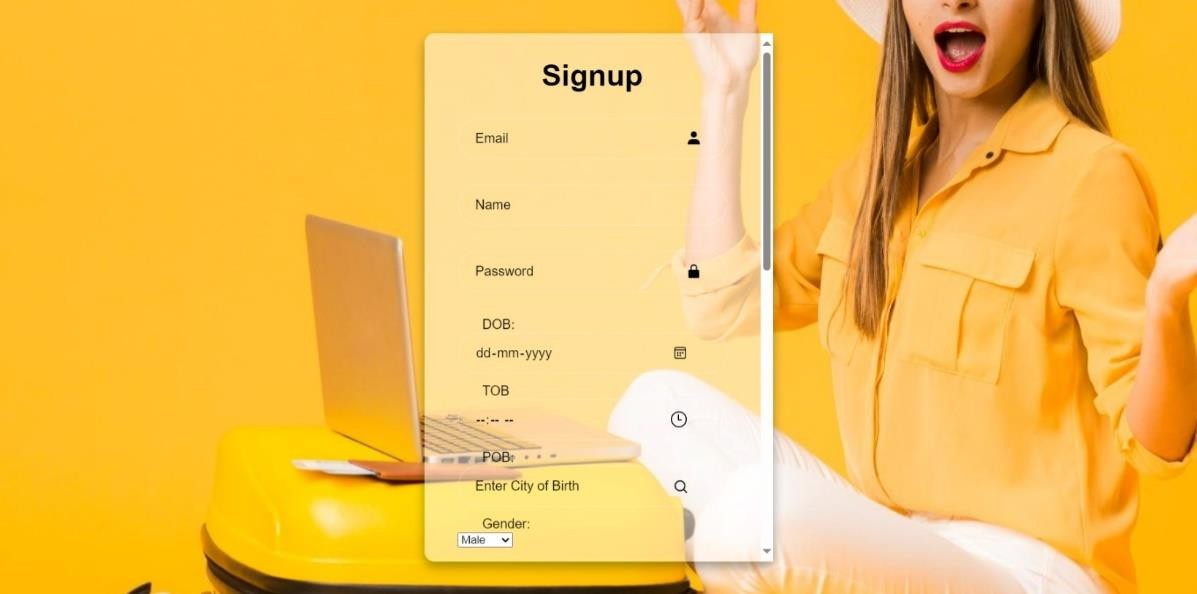 Signup
Email
Name
Password
DOB:
dd-mm-yyyy
TOB
--:-- --
POB:
Enter City of Birth
Gender:
Male